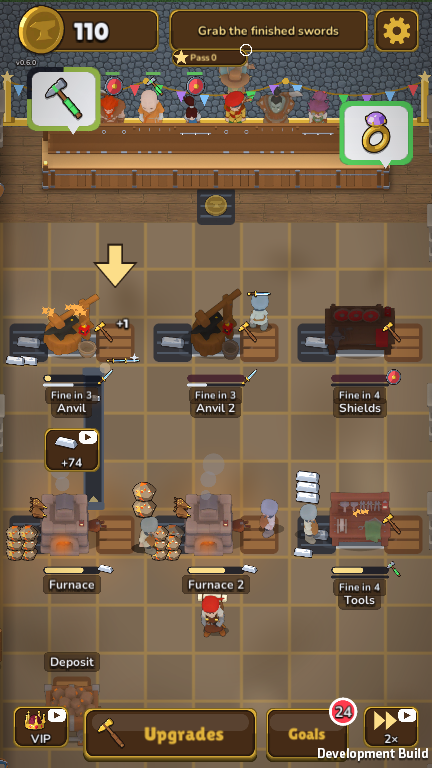 110
Grab the finished swords
Pass 0
v0.6.0
+1
Fine in 3
Anvil
Fine in 3
Anvil 2
Fine in 4
Shields
+74
Furnace
Furnace 2
Fine in 4
Tools
Deposit
VIP
Upgrades
Goals
24
2×
Development Build